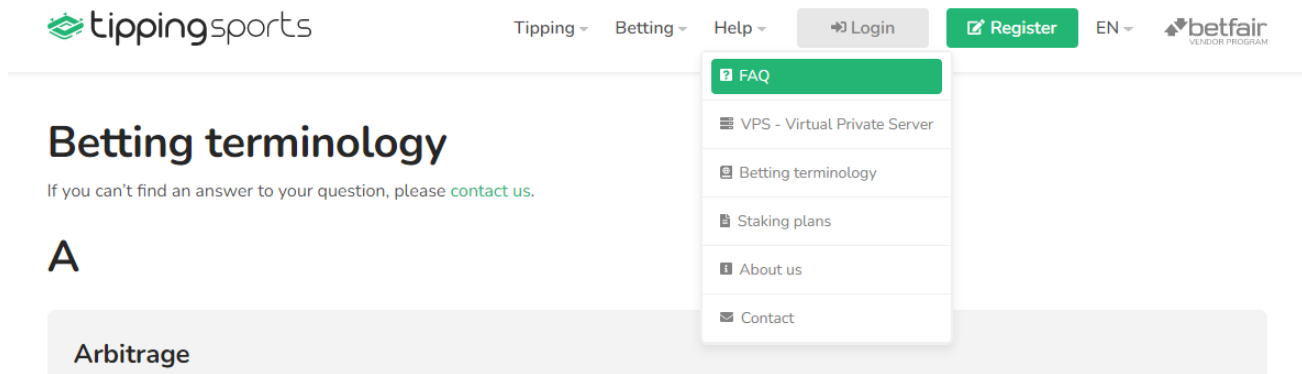 tippingsports
Tipping
Betting
Help
Login
Register
EN
betfair
VENDOR PROGRAM
FAQ
VPS - Virtual Private Server
Betting terminology
Staking plans
About us
Contact
Betting terminology
If you can't find an answer to your question, please contact us.
A
Arbitrage